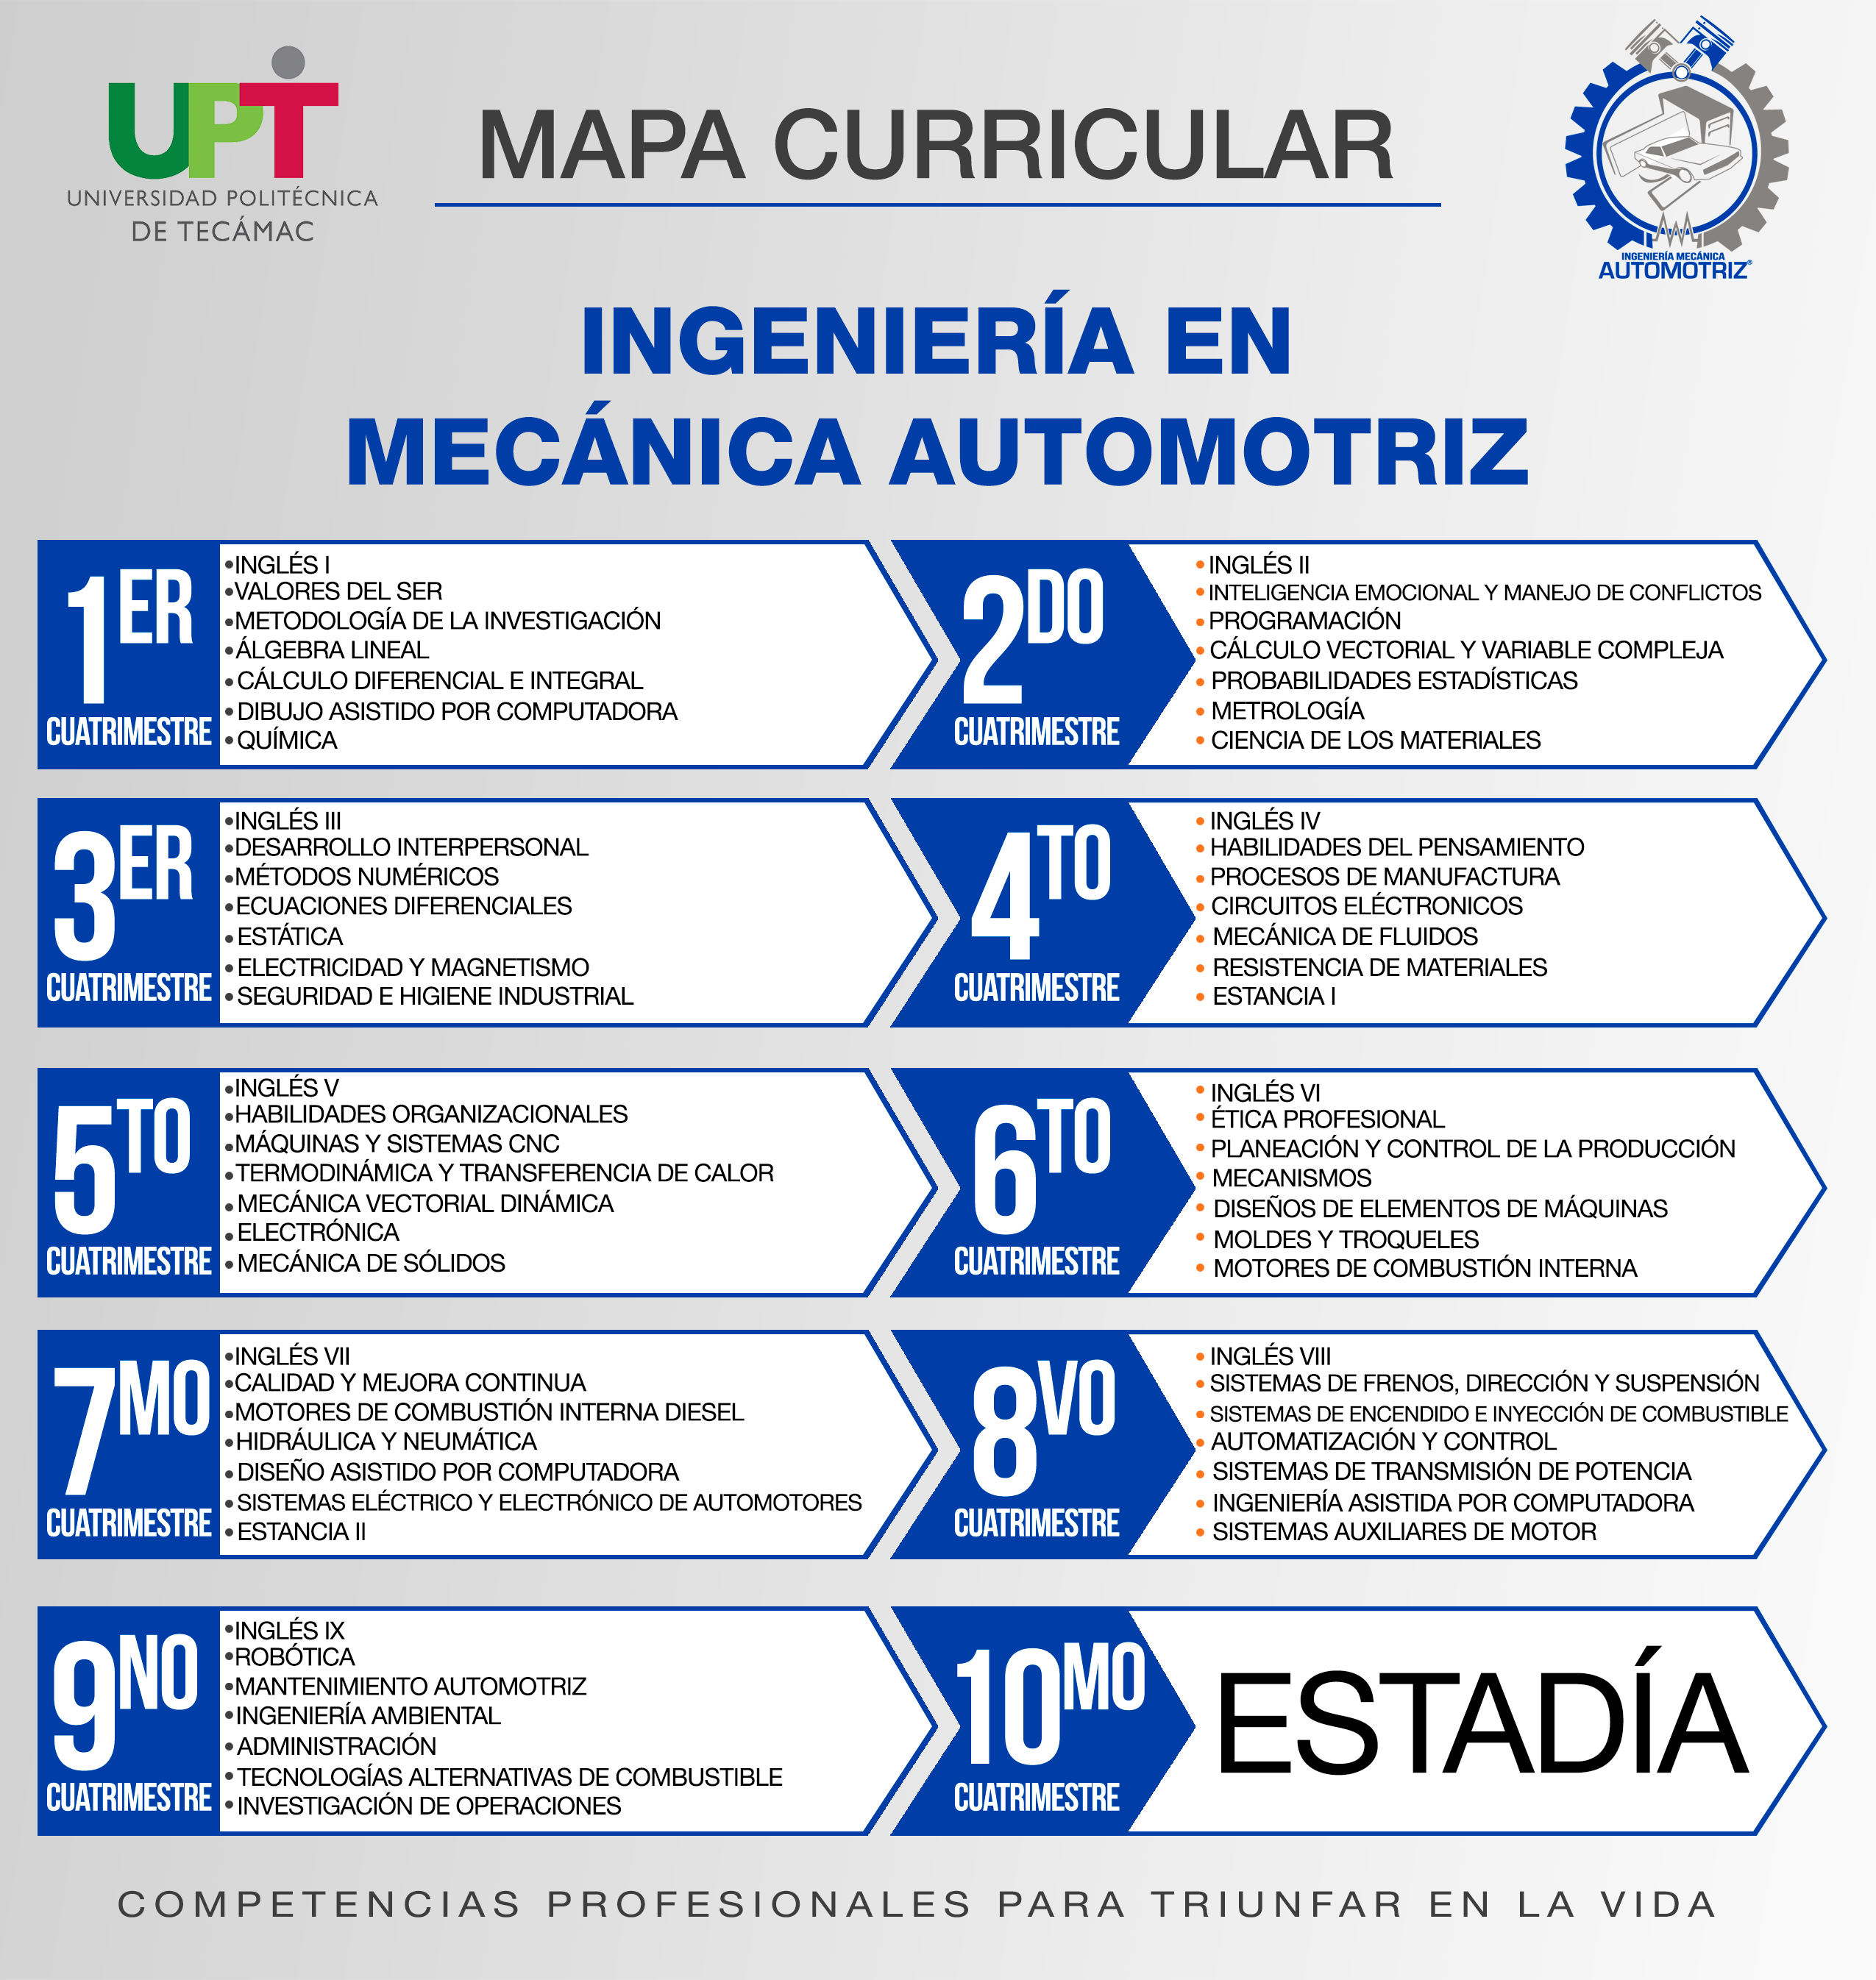 UPT
UNIVERSIDAD POLITÉCNICA
DE TECÁMAC
MAPA CURRICULAR
INGENIERÍA MECÁNICA
AUTOMOTRIZ®
INGENIERÍA EN
MECÁNICA AUTOMOTRIZ
1ER
CUATRIMESTRE
•INGLÉS I
•VALORES DEL SER
•METODOLOGÍA DE LA INVESTIGACIÓN
•ÁLGEBRA LINEAL
•CÁLCULO DIFERENCIAL E INTEGRAL
•DIBUJO ASISTIDO POR COMPUTADORA
•QUÍMICA
2DO
CUATRIMESTRE
•INGLÉS II
•INTELIGENCIA EMOCIONAL Y MANEJO DE CONFLICTOS
•PROGRAMACIÓN
•CÁLCULO VECTORIAL Y VARIABLE COMPLEJA
•PROBABILIDADES ESTADÍSTICAS
•METROLOGÍA
•CIENCIA DE LOS MATERIALES
3ER
CUATRIMESTRE
•INGLÉS III
•DESARROLLO INTERPERSONAL
•MÉTODOS NUMÉRICOS
•ECUACIONES DIFERENCIALES
•ESTÁTICA
•ELECTRICIDAD Y MAGNETISMO
•SEGURIDAD E HIGIENE INDUSTRIAL
4TO
CUATRIMESTRE
•INGLÉS IV
•HABILIDADES DEL PENSAMIENTO
•PROCESOS DE MANUFACTURA
•CIRCUITOS ELÉCTRONICOS
•MECÁNICA DE FLUIDOS
•RESISTENCIA DE MATERIALES
•ESTANCIA I
5TO
CUATRIMESTRE
•INGLÉS V
•HABILIDADES ORGANIZACIONALES
•MÁQUINAS Y SISTEMAS CNC
•TERMODINÁMICA Y TRANSFERENCIA DE CALOR
•MECÁNICA VECTORIAL DINÁMICA
•ELECTRÓNICA
•MECÁNICA DE SÓLIDOS
6TO
CUATRIMESTRE
•INGLÉS VI
•ÉTICA PROFESIONAL
•PLANEACIÓN Y CONTROL DE LA PRODUCCIÓN
•MECANISMOS
•DISEÑOS DE ELEMENTOS DE MÁQUINAS
•MOLDES Y TROQUELES
•MOTORES DE COMBUSTIÓN INTERNA
7MO
CUATRIMESTRE
•INGLÉS VII
•CALIDAD Y MEJORA CONTINUA
•MOTORES DE COMBUSTIÓN INTERNA DIESEL
•HIDRÁULICA Y NEUMÁTICA
•DISEÑO ASISTIDO POR COMPUTADORA
•SISTEMAS ELÉCTRICO Y ELECTRÓNICO DE AUTOMOTORES
•ESTANCIA II
8VO
CUATRIMESTRE
•INGLÉS VIII
•SISTEMAS DE FRENOS, DIRECCIÓN Y SUSPENSIÓN
•SISTEMAS DE ENCENDIDO E INYECCIÓN DE COMBUSTIBLE
•AUTOMATIZACIÓN Y CONTROL
•SISTEMAS DE TRANSMISIÓN DE POTENCIA
•INGENIERÍA ASISTIDA POR COMPUTADORA
•SISTEMAS AUXILIARES DE MOTOR
9NO
CUATRIMESTRE
•INGLÉS IX
•ROBÓTICA
•MANTENIMIENTO AUTOMOTRIZ
•INGENIERÍA AMBIENTAL
•ADMINISTRACIÓN
•TECNOLOGÍAS ALTERNATIVAS DE COMBUSTIBLE
•INVESTIGACIÓN DE OPERACIONES
10MO
CUATRIMESTRE
ESTADÍA
COMPETENCIAS PROFESIONALES PARA TRIUNFAR EN LA VIDA